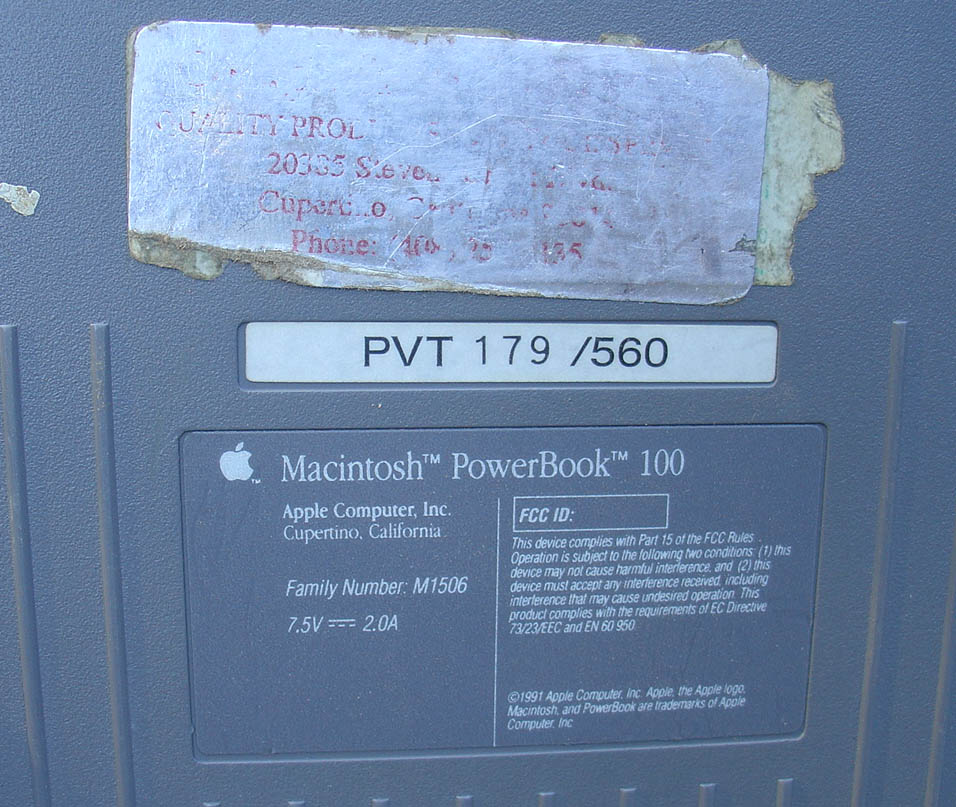 QUALITY
20335
Phone:
PVT 179 /560
Macintosh™ PowerBook™ 100
™
Apple Computer, Inc.
Cupertino, California
Family Number: M1506
7.5V ⎓ 2.0A
FCC ID:
This device complies with Part 15 of the FCC Rules.
Operation is subject to the following two conditions: (1) this
device may not cause harmful interference, and (2) this
device must accept any interference received, including
interference that may cause undesired operation. This
product complies with the requirements of EC Directive
73/23/EEC and EN 60 950.
©1991 Apple Computer, Inc. Apple, the Apple logo,
Macintosh, and PowerBook are trademarks of Apple
Computer, Inc.